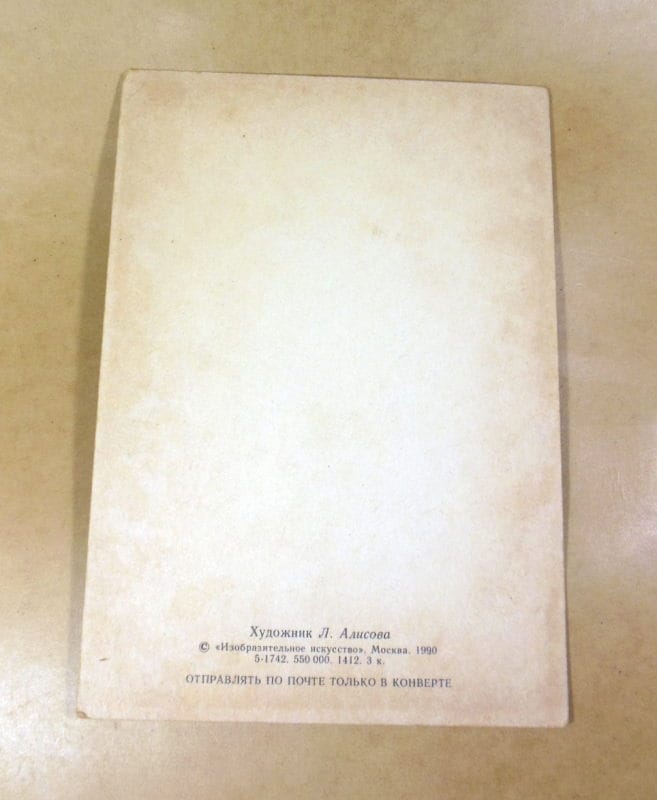 Художник Л. Алисова
© «Изобразительное искусство», Москва. 1990
5-1742. 550 000. 1412. 3 к.
ОТПРАВЛЯТЬ ПО ПОЧТЕ ТОЛЬКО В КОНВЕРТЕ